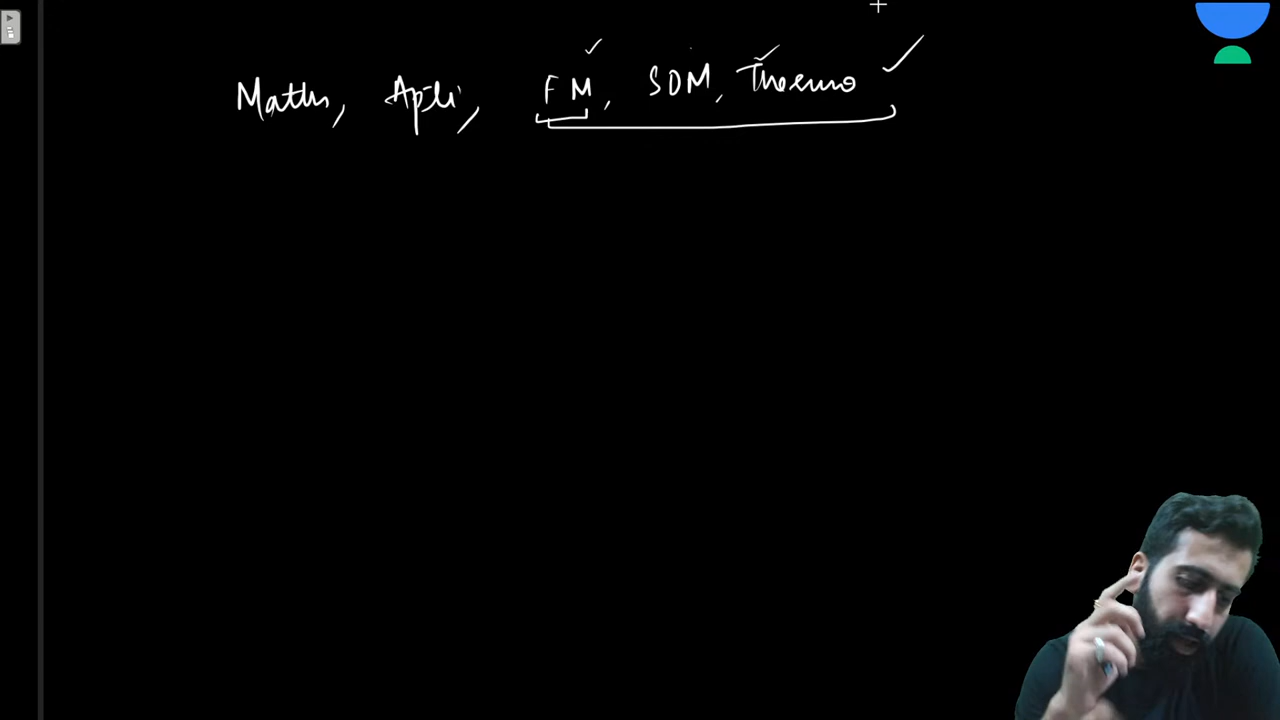 Maths, Apti, FM, SOM, Thermo